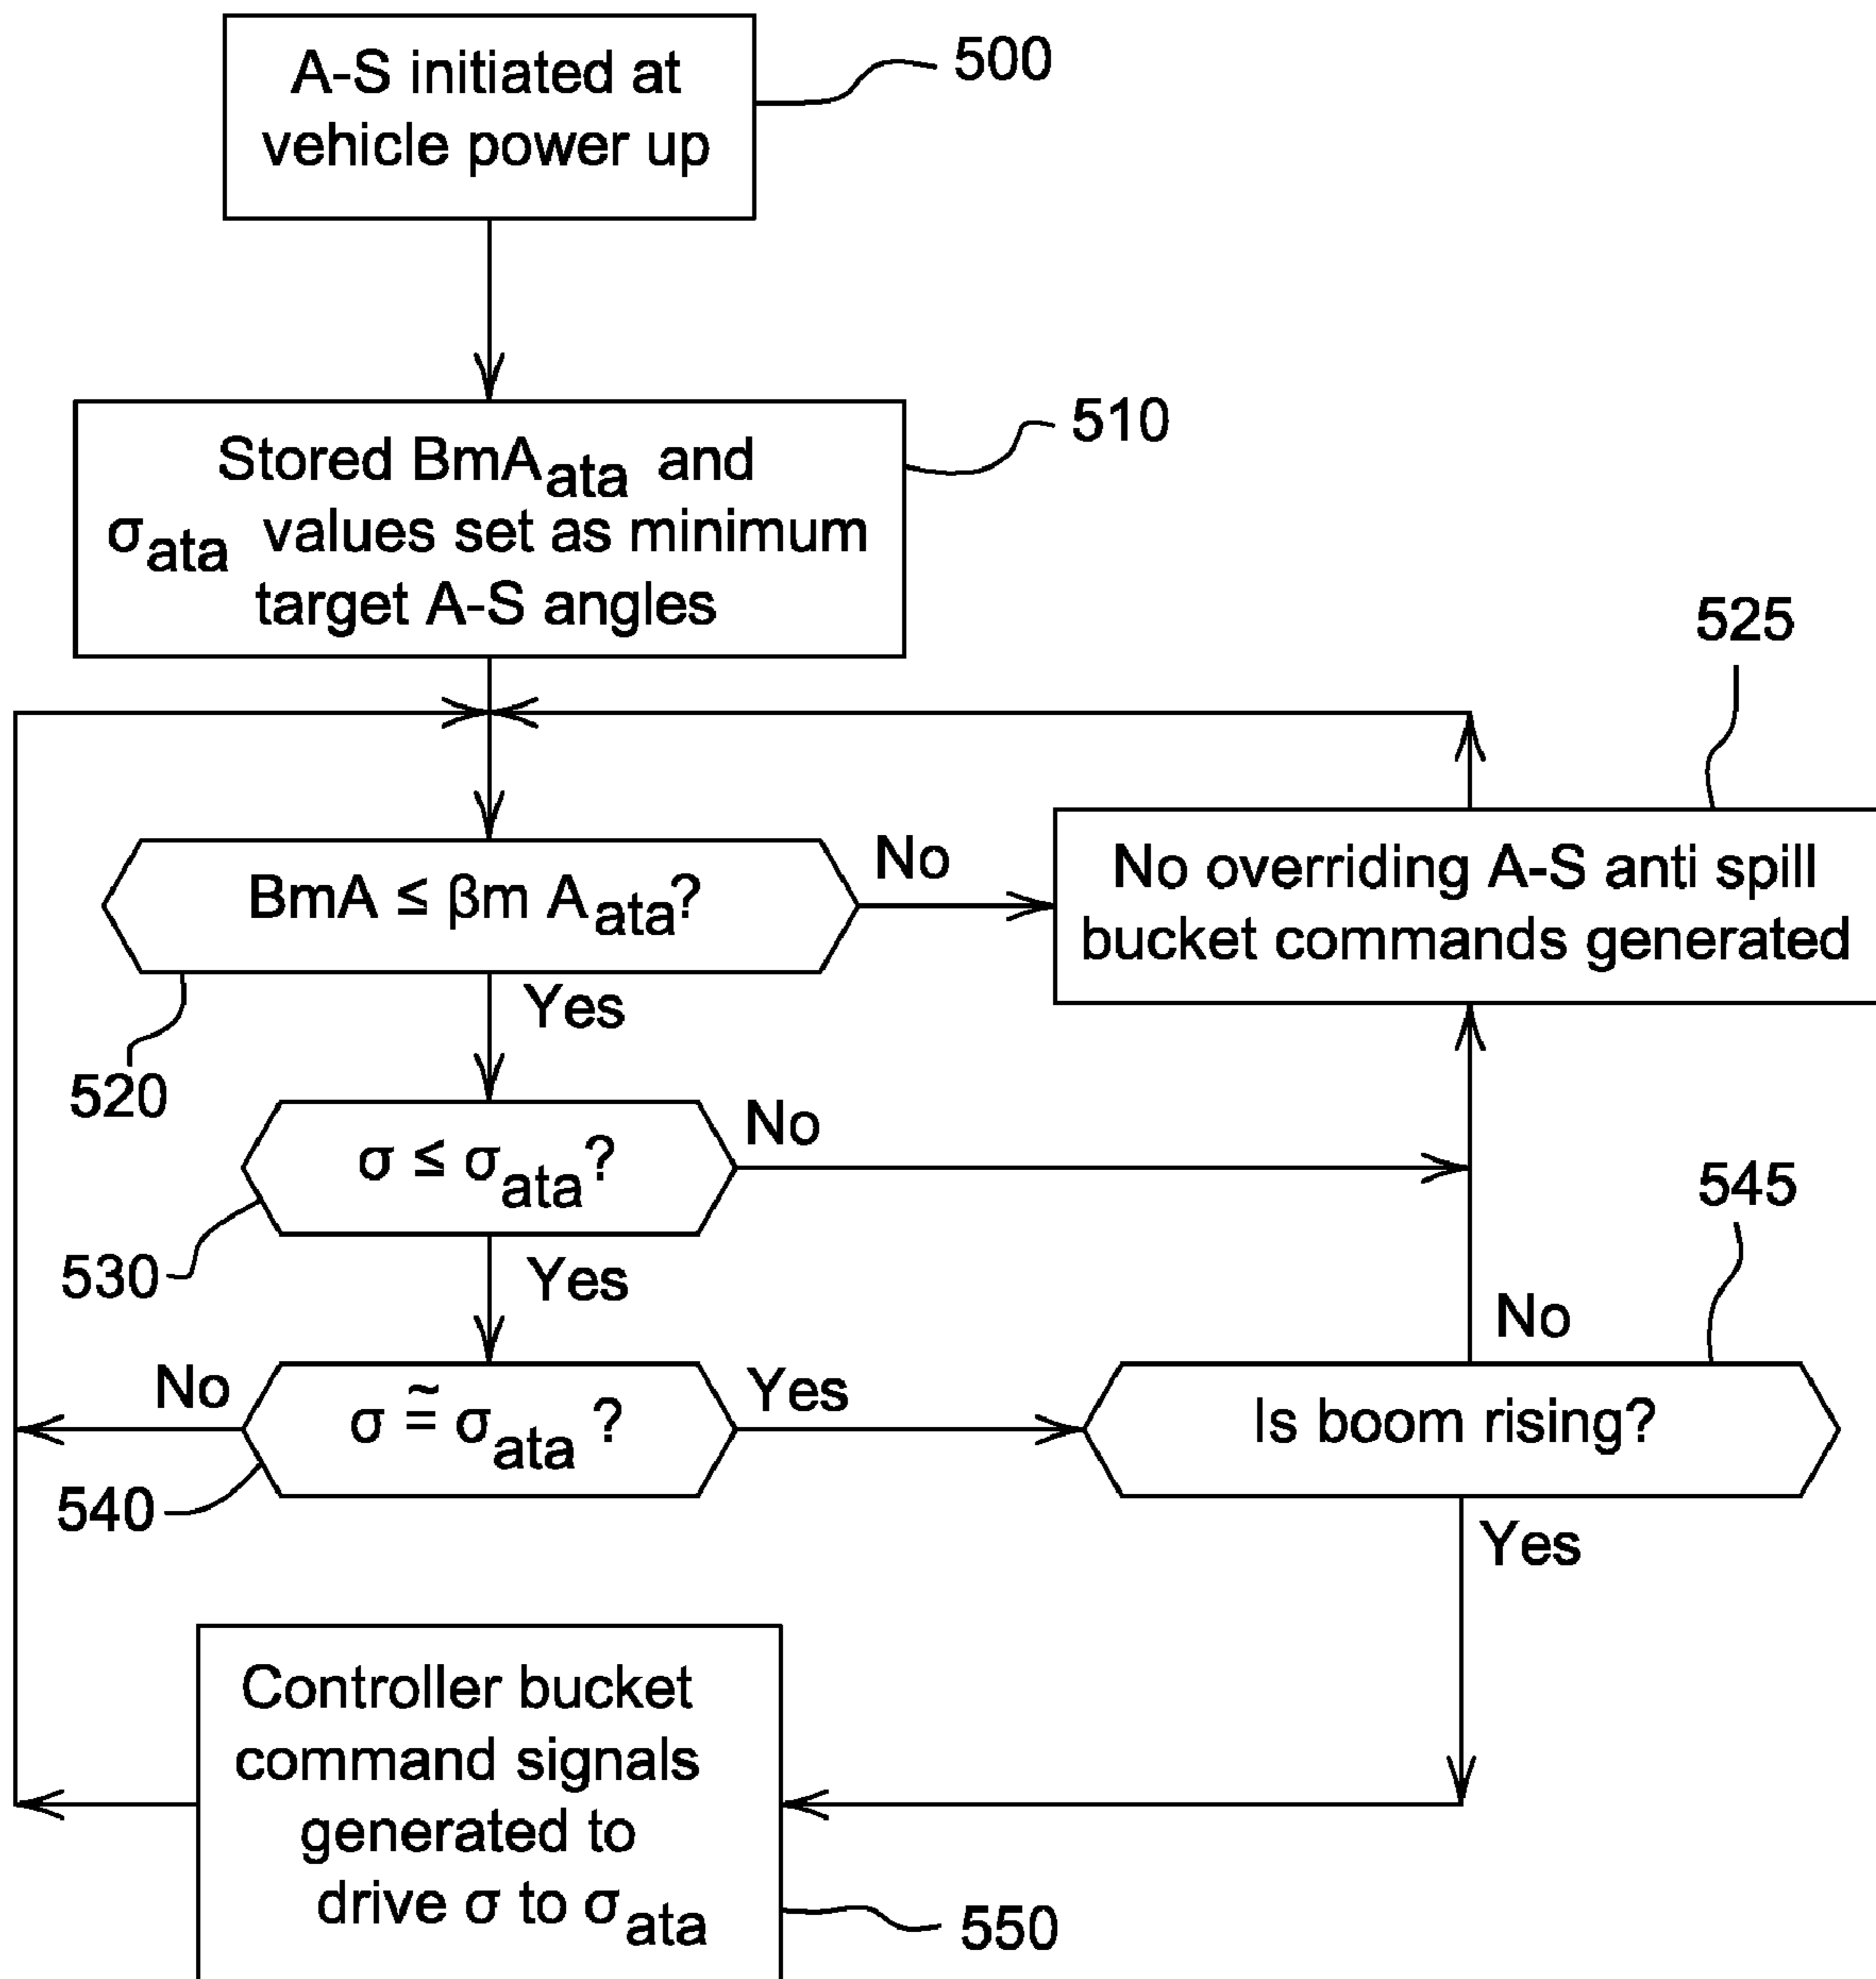 A-S initiated at
vehicle power up
500
Stored BmAata and
σata values set as minimum
target A-S angles
510
525
BmA ≤ βm Aata?
No
No overriding A-S anti spill
bucket commands generated
Yes
520
σ ≤ σata?
No
530
Yes
545
No
No
σ ≅ σata ?
Yes
Is boom rising?
540
Yes
Controller bucket
command signals
generated to
drive σ to σata
550